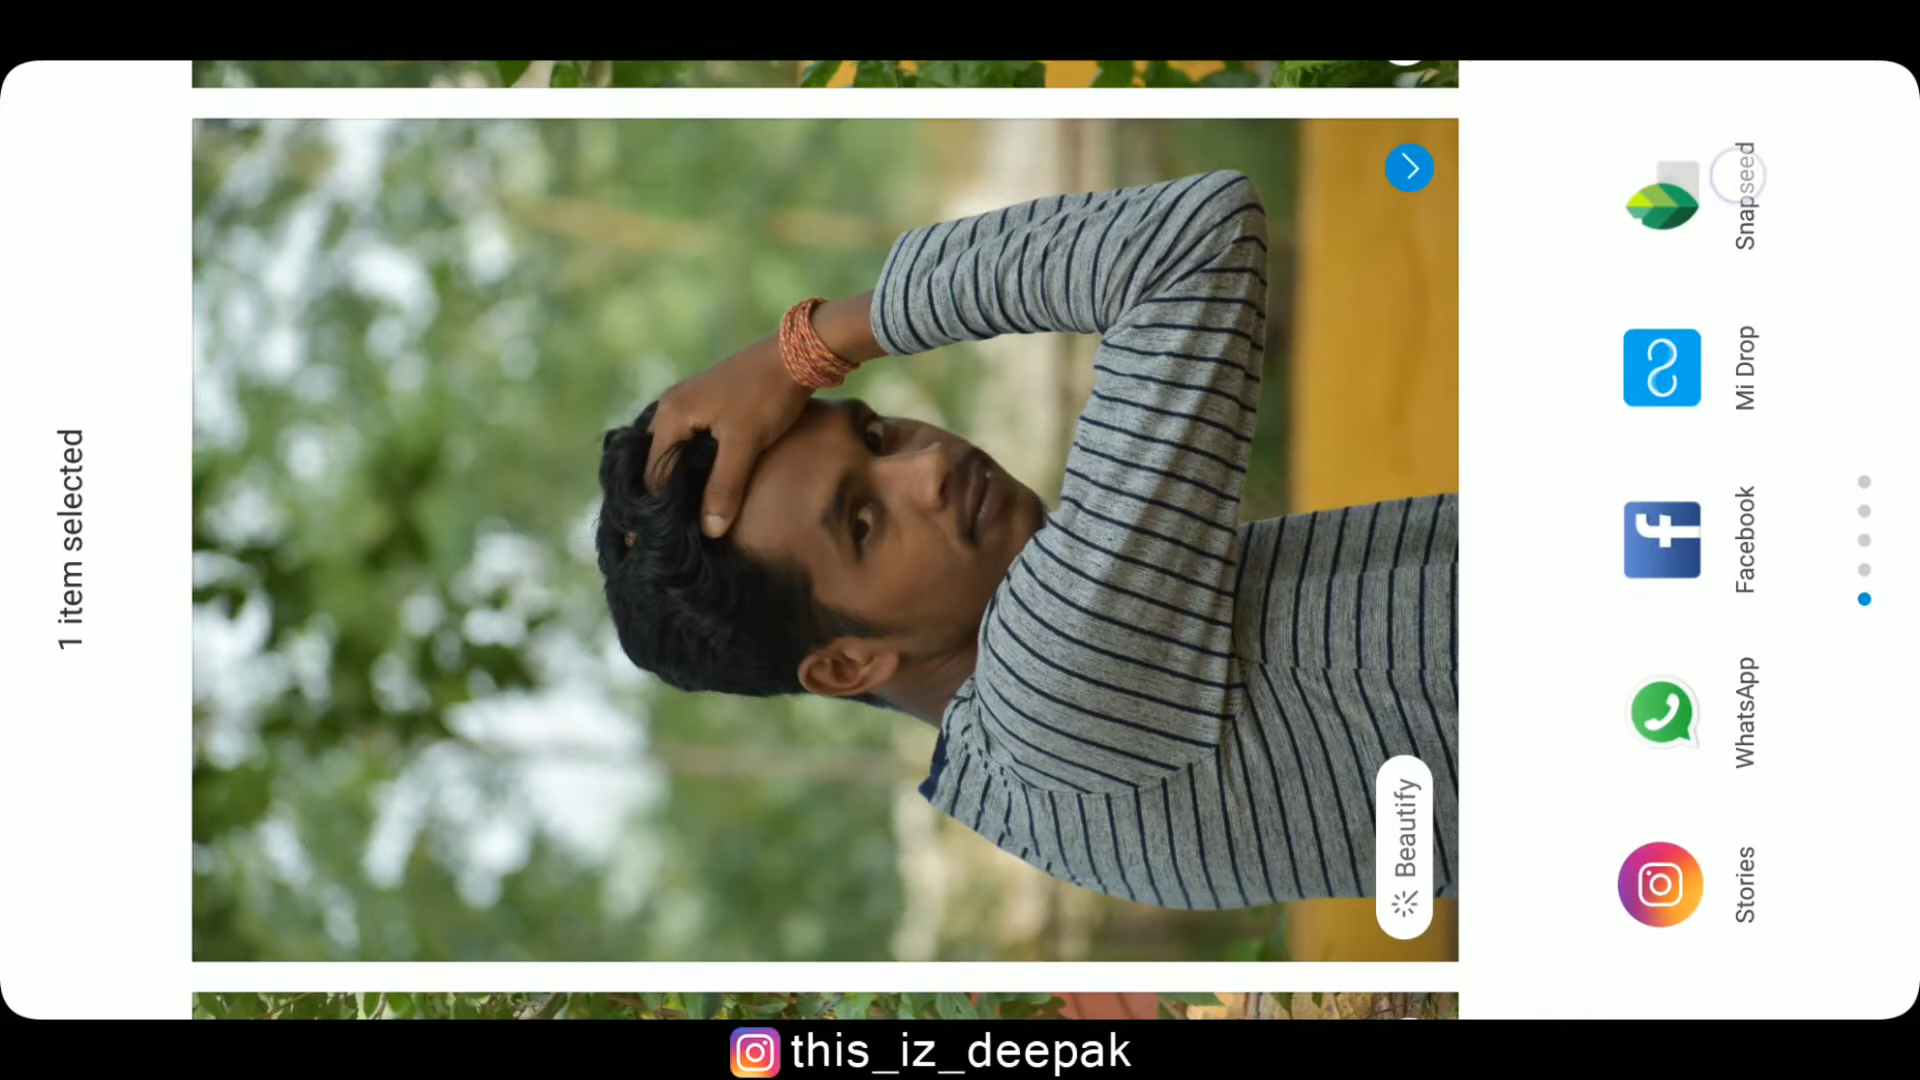 1 item selected
Beautify
Stories
WhatsApp
Facebook
Mi Drop
Snapseed
this_iz_deepak